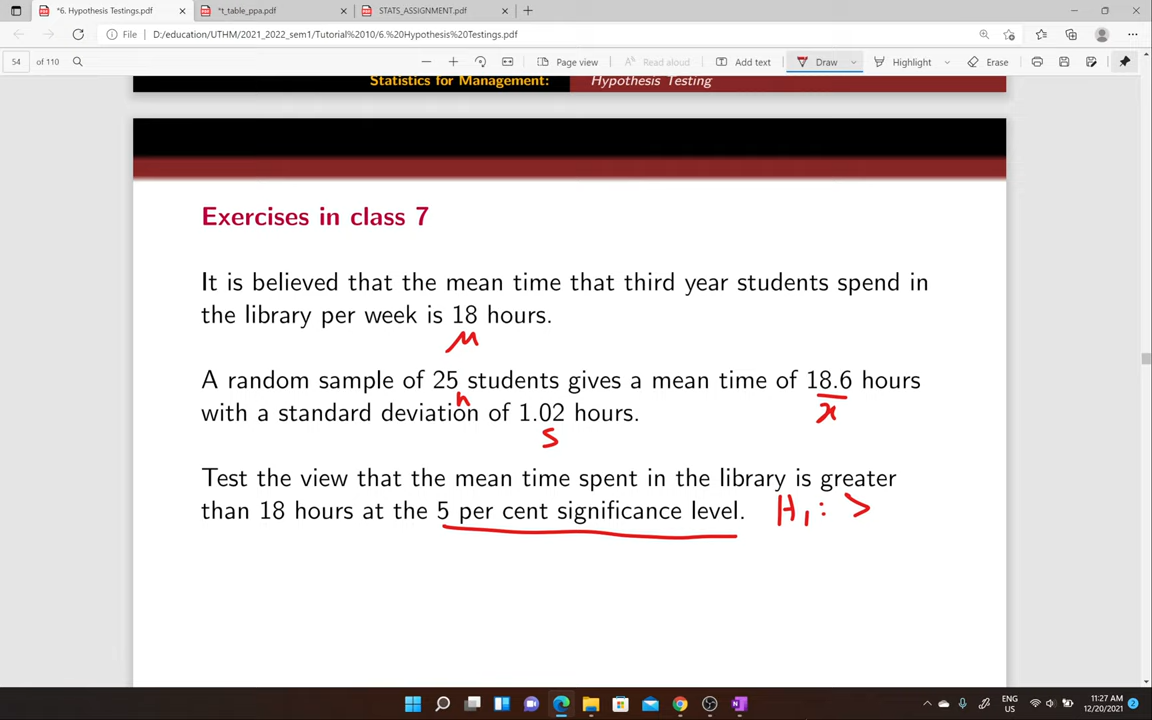 *6. Hypothesis Testings.pdf
*t_table_ppa.pdf
STATS_ASSIGNMENT.pdf
File
D:/education/UTHM/2021_2022_sem1/Tutorial%2010/6.%20Hypothesis%20Testings.pdf
54 of 110
Page view
Read aloud
Add text
Draw
Highlight
Erase
Statistics for Management: Hypothesis Testing
Exercises in class 7
It is believed that the mean time that third year students spend in
the library per week is 18 hours.
μ
A random sample of 25 students gives a mean time of 18.6 hours
n
x̄
with a standard deviation of 1.02 hours.
s
Test the view that the mean time spent in the library is greater
than 18 hours at the 5 per cent significance level. H₁: >
ENG
US
11:27 AM
12/20/2021
2